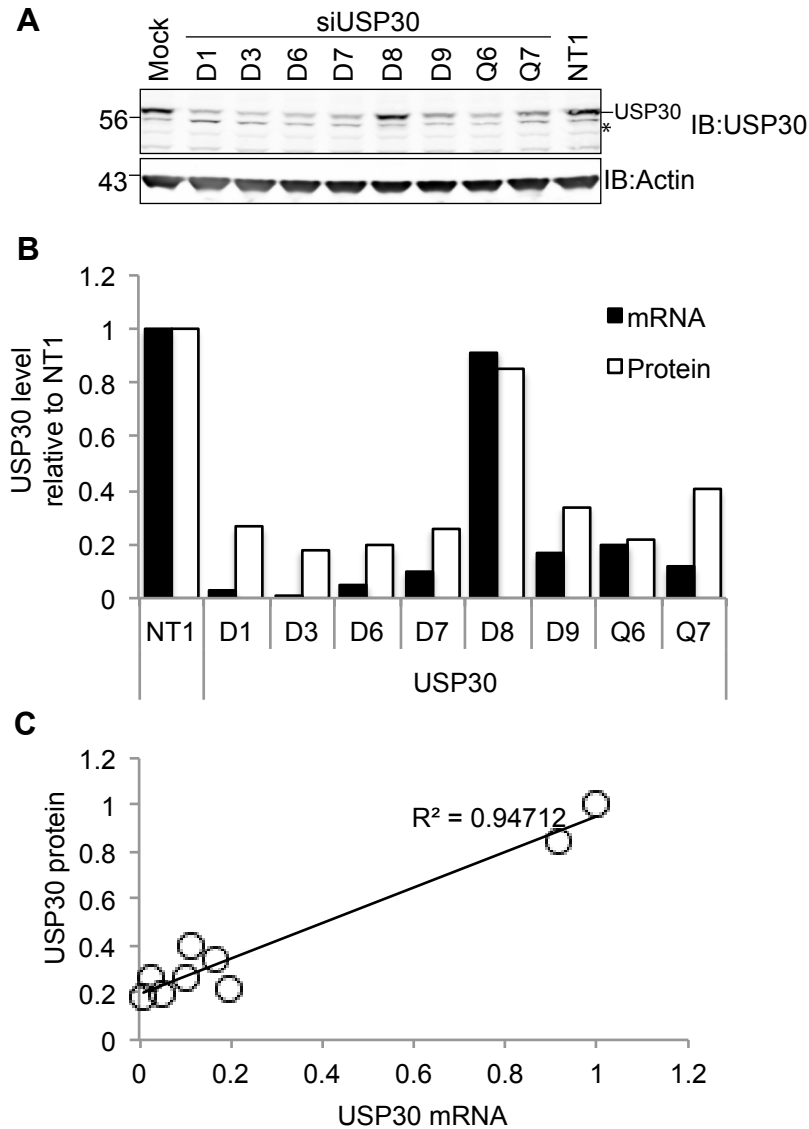 A
siUSP30
Mock D1 D3 D6 D7 D8 D9 Q6 Q7 NT1
56
USP30
*
IB:USP30
43
IB:Actin
B
USP30 level
relative to NT1
1.2
1
0.8
0.6
0.4
0.2
0
mRNA
Protein
NT1 D1 D3 D6 D7 D8 D9 Q6 Q7
USP30
C
USP30 protein
1.2
1
0.8
0.6
0.4
0.2
0
R² = 0.94712
0 0.2 0.4 0.6 0.8 1 1.2
USP30 mRNA